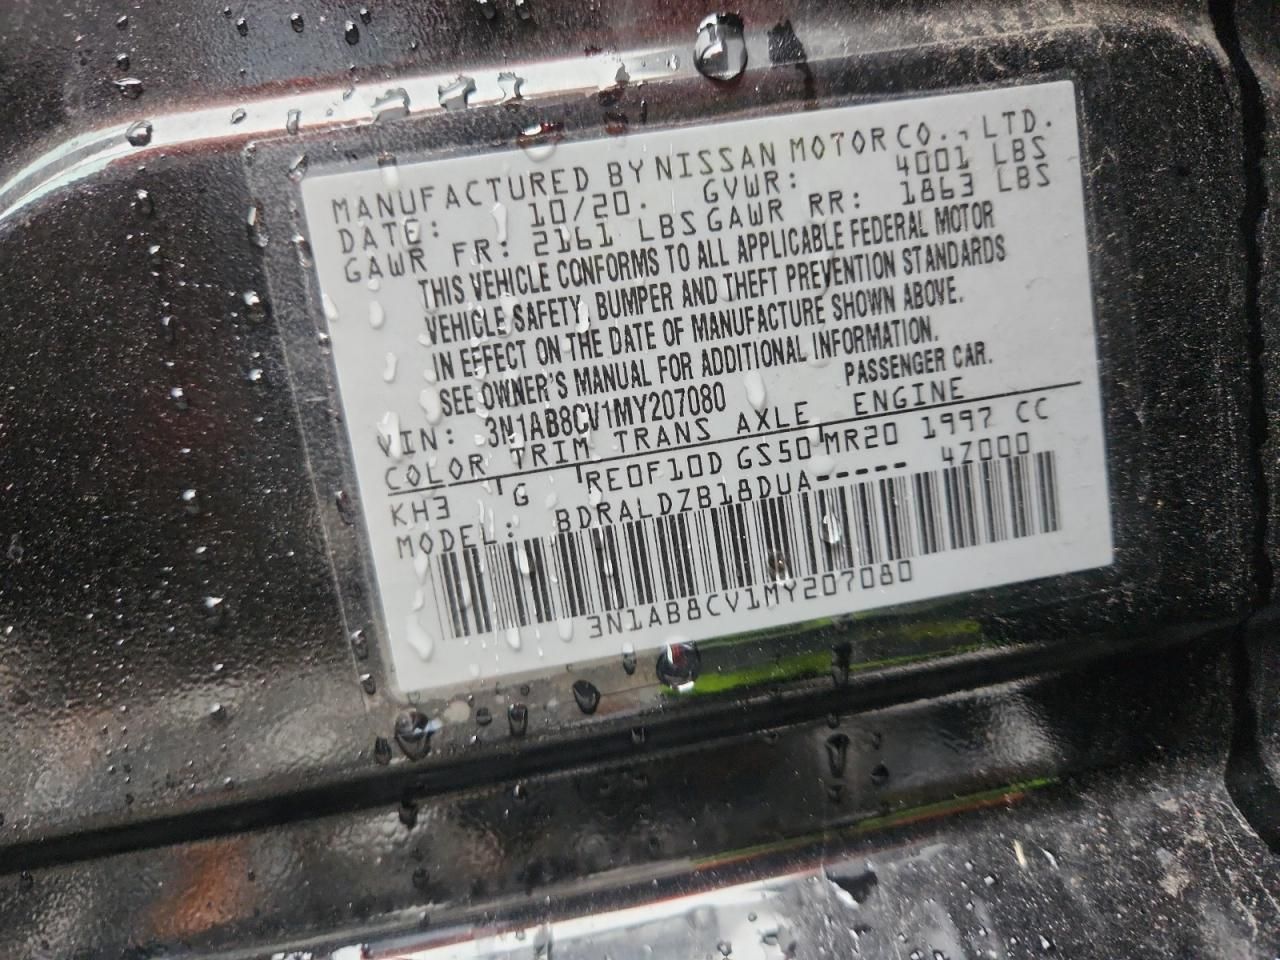 MANUFACTURED BY NISSAN MOTOR CO., LTD.
DATE: 10/20. GVWR: 4001 LBS
GAWR FR: 2161 LBS GAWR RR: 1863 LBS
THIS VEHICLE CONFORMS TO ALL APPLICABLE FEDERAL MOTOR
VEHICLE SAFETY, BUMPER AND THEFT PREVENTION STANDARDS
IN EFFECT ON THE DATE OF MANUFACTURE SHOWN ABOVE.
SEE OWNER'S MANUAL FOR ADDITIONAL INFORMATION.
VIN: 3N1AB8CV1MY207080 PASSENGER CAR.
COLOR TRIM TRANS AXLE ENGINE
KH3 G RE0F10D GS50 MR20 1997 CC
MODEL: BDRALDZB18DUA----- 4Z000
3N1AB8CV1MY207080